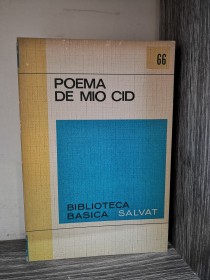 66
POEMA
DE MIO CID
BIBLIOTECA
BASICA SALVAT